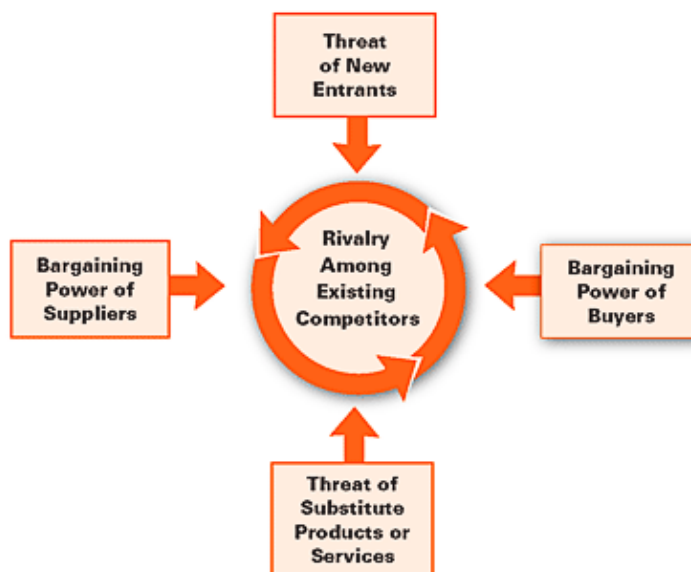 Threat
of New
Entrants
Rivalry
Among
Existing
Competitors
Bargaining
Power of
Suppliers
Bargaining
Power of
Buyers
Threat of
Substitute
Products or
Services